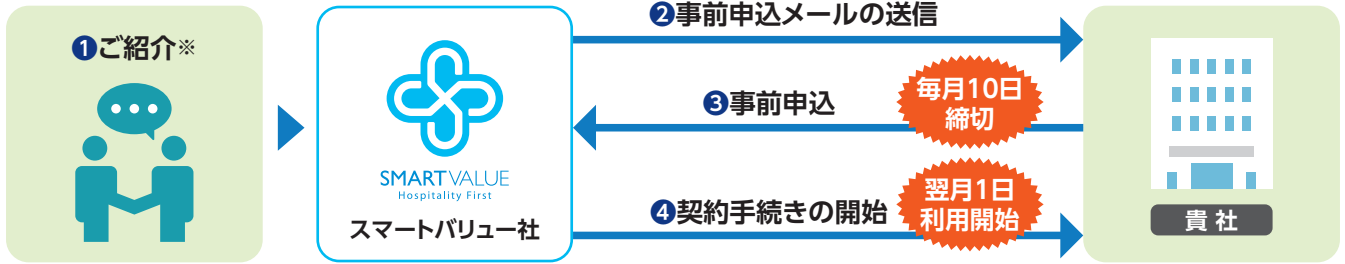 ❶ご紹介※
SMARTVALUE
Hospitality First
スマートバリュー社
❷事前申込メールの送信
❸事前申込
毎月10日
締切
❹契約手続きの開始
翌月1日
利用開始
貴社